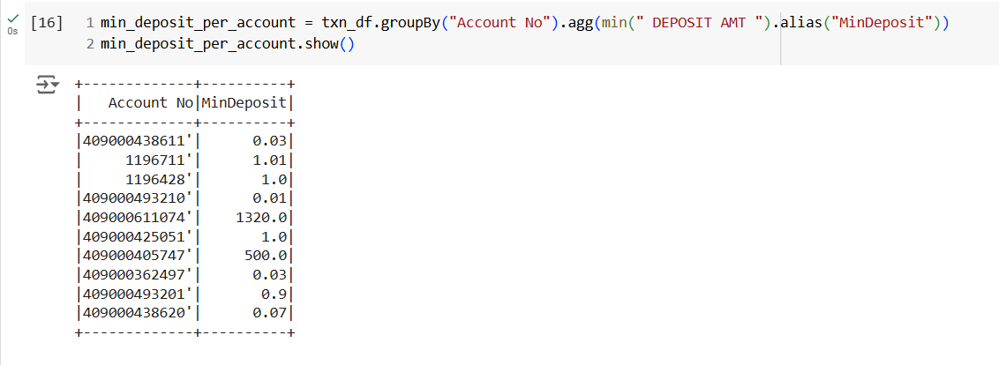 [16] 1 min_deposit_per_account = txn_df.groupBy("Account No").agg(min(" DEPOSIT AMT ").alias("MinDeposit"))
0s 2 min_deposit_per_account.show()
+-------------+----------+
|   Account No|MinDeposit|
+-------------+----------+
|409000438611'|      0.03|
|     1196711'|      1.01|
|     1196428'|       1.0|
|409000493210'|      0.01|
|409000611074'|    1320.0|
|409000425051'|       1.0|
|409000405747'|     500.0|
|409000362497'|      0.03|
|409000493201'|       0.9|
|409000438620'|      0.07|
+-------------+----------+